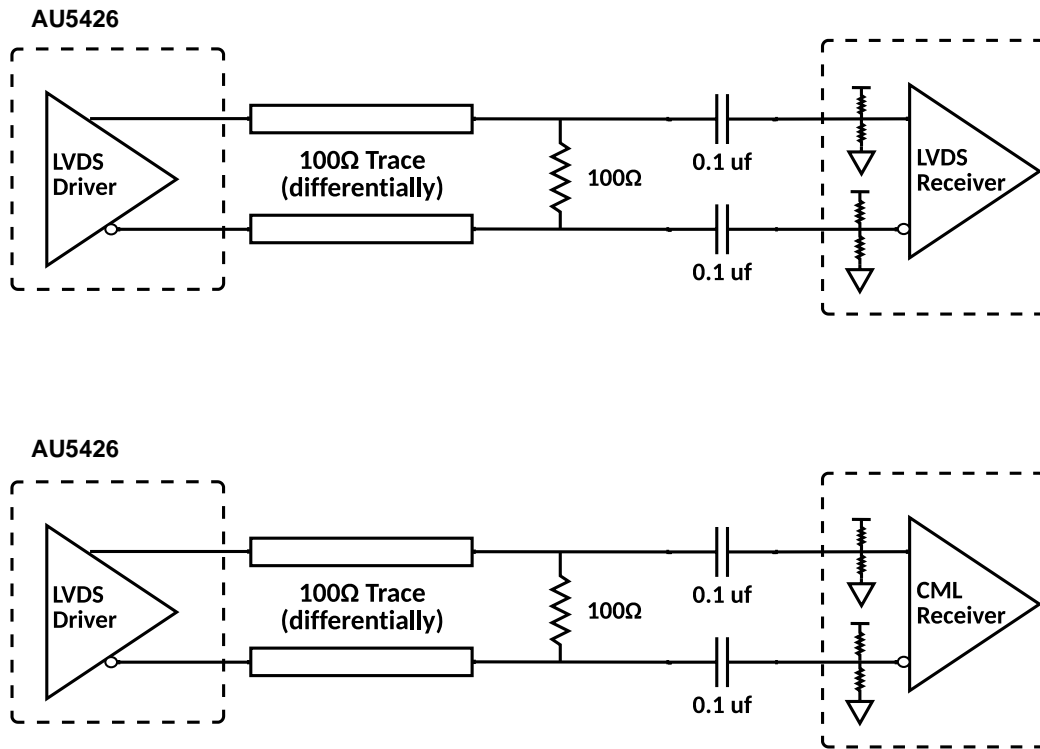 AU5426
LVDS
Driver
100Ω Trace
(differentially)
100Ω
0.1 uf
0.1 uf
LVDS
Receiver
AU5426
LVDS
Driver
100Ω Trace
(differentially)
100Ω
0.1 uf
0.1 uf
CML
Receiver